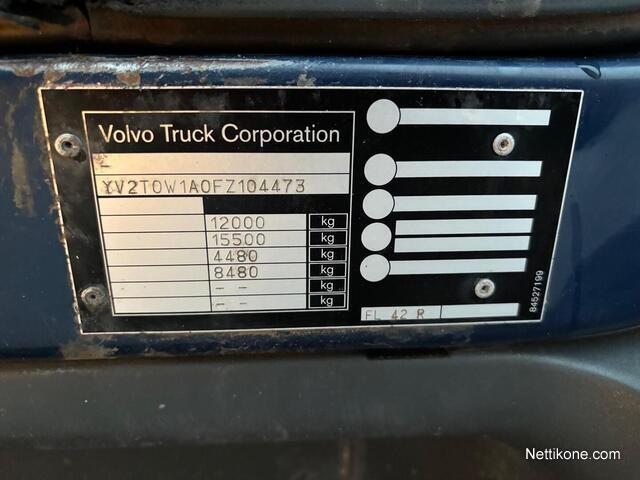 Volvo Truck Corporation
-
YV2T0W1A0FZ104473
12000 kg
15500 kg
4480 kg
8480 kg
- - kg
- - kg
FL 42 R
84527199
Nettikone.com